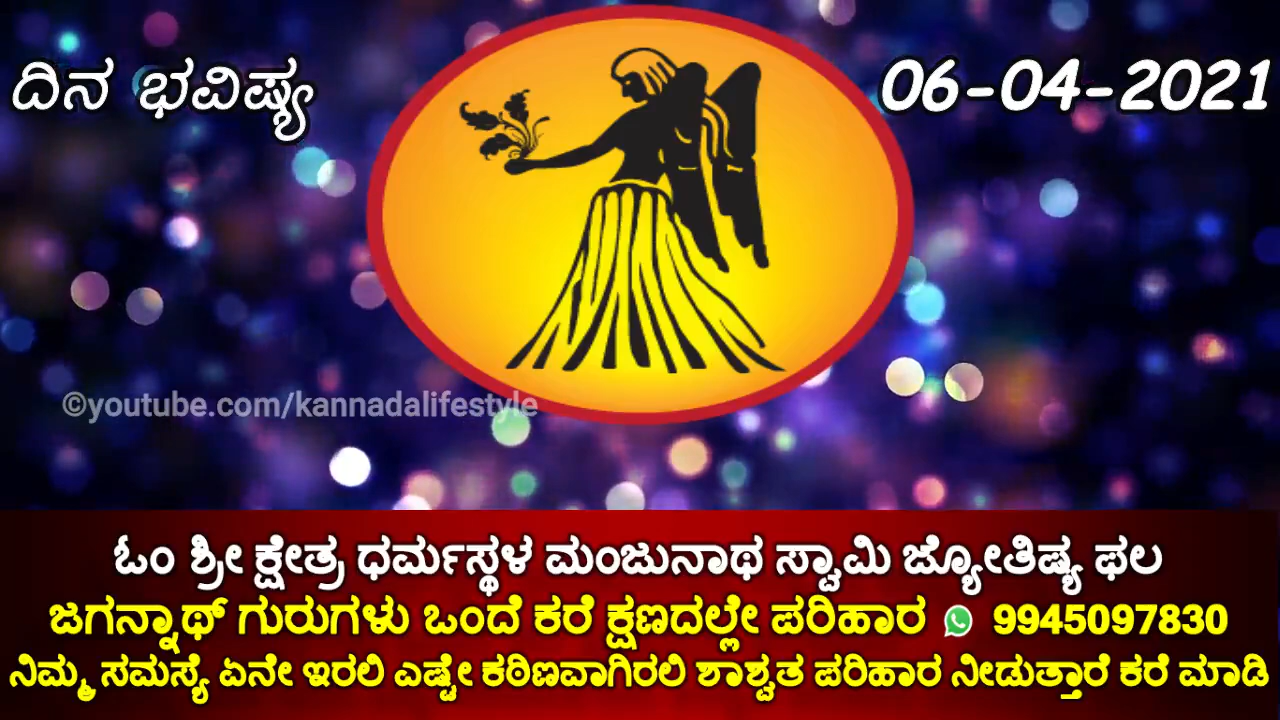 ದಿನ ಭವಿಷ್ಯ
06-04-2021
©youtube.com/kannadalifestyle
ಓಂ ಶ್ರೀ ಕ್ಷೇತ್ರ ಧರ್ಮಸ್ಥಳ ಮಂಜುನಾಥ ಸ್ವಾಮಿ ಜ್ಯೋತಿಷ್ಯ ಫಲ
ಜಗನ್ನಾಥ್ ಗುರುಗಳು ಒಂದೆ ಕರೆ ಕ್ಷಣದಲ್ಲೇ ಪರಿಹಾರ 9945097830
ನಿಮ್ಮ ಸಮಸ್ಯೆ ಏನೇ ಇರಲಿ ಎಷ್ಟೇ ಕಠಿಣವಾಗಿರಲಿ ಶಾಶ್ವತ ಪರಿಹಾರ ನೀಡುತ್ತಾರೆ ಕರೆ ಮಾಡಿ